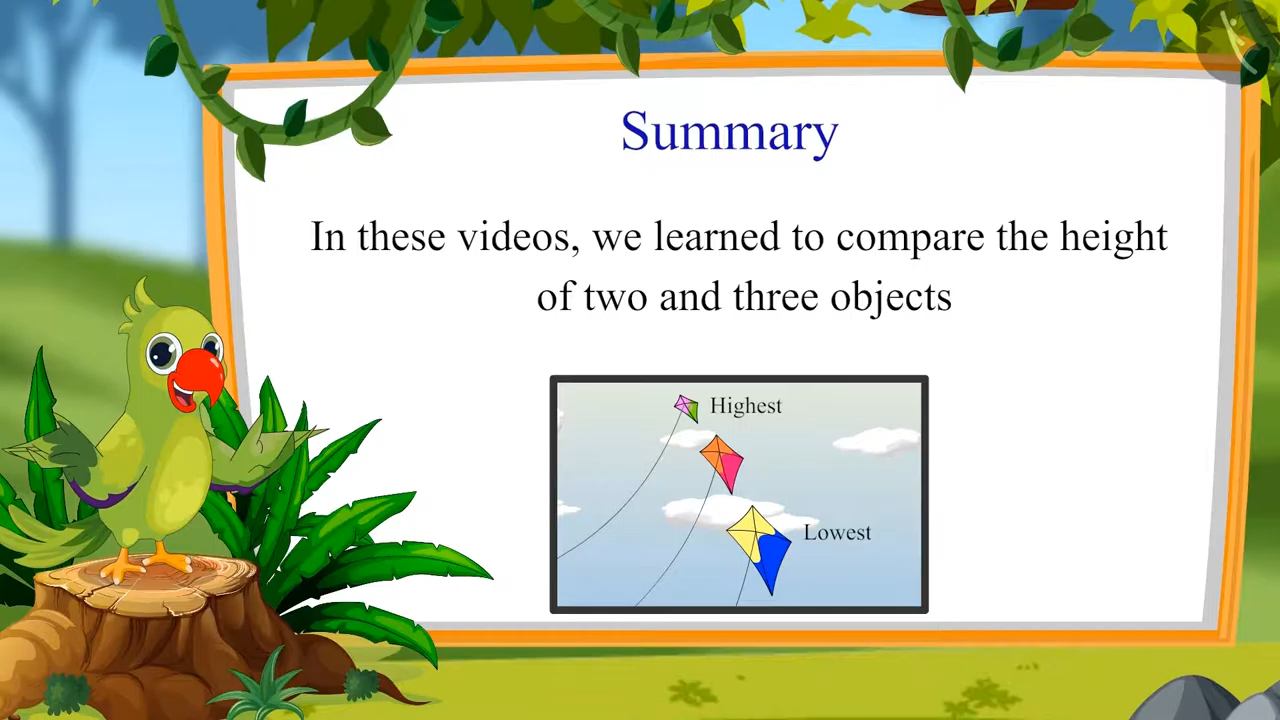 Summary
In these videos, we learned to compare the height
of two and three objects
Highest
Lowest